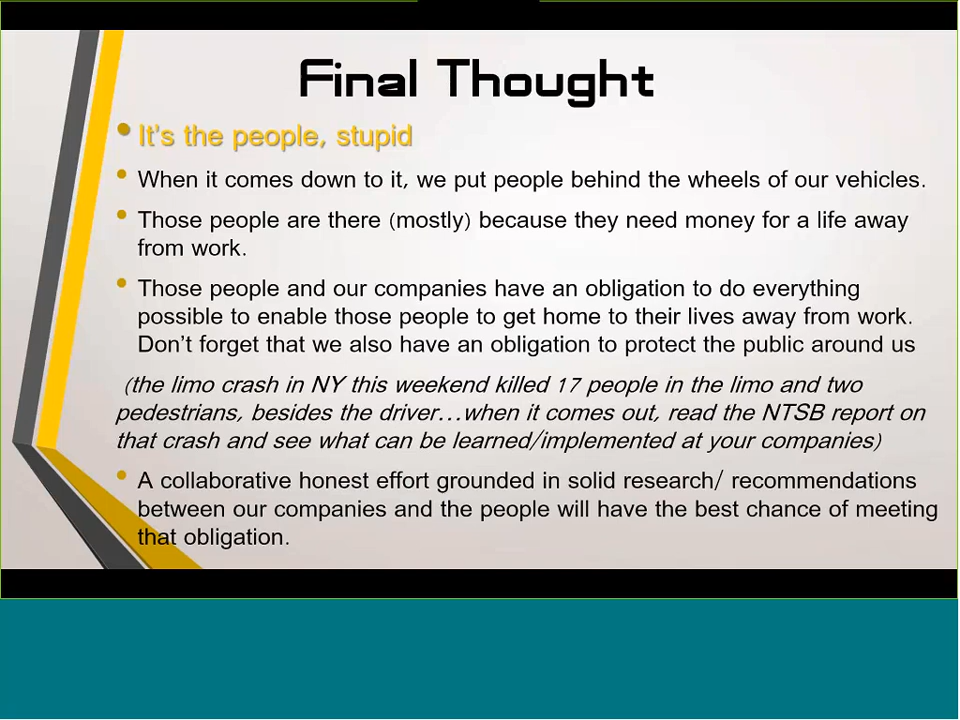 Final Thought
• It's the people, stupid
• When it comes down to it, we put people behind the wheels of our vehicles.
• Those people are there (mostly) because they need money for a life away
from work.
• Those people and our companies have an obligation to do everything
possible to enable those people to get home to their lives away from work.
Don't forget that we also have an obligation to protect the public around us
(the limo crash in NY this weekend killed 17 people in the limo and two
pedestrians, besides the driver…when it comes out, read the NTSB report on
that crash and see what can be learned/implemented at your companies)
• A collaborative honest effort grounded in solid research/ recommendations
between our companies and the people will have the best chance of meeting
that obligation.